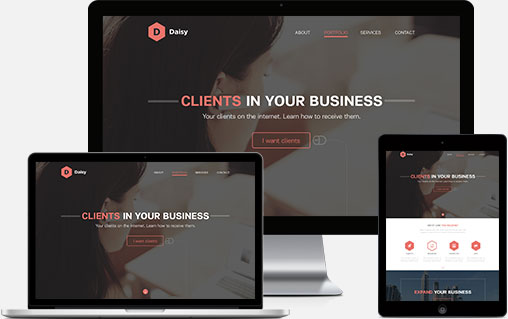 D Daisy
ABOUT PORTFOLIO SERVICES CONTACT
CLIENTS IN YOUR BUSINESS
Your clients on the internet. Learn how to receive them.
I want clients
D Daisy
ABOUT PORTFOLIO SERVICES CONTACT
CLIENTS IN YOUR BUSINESS
Your clients on the internet. Learn how to receive them
I want clients
Daisy
CLIENTS IN YOUR BUSINESS
EXPAND YOUR BUSINESS